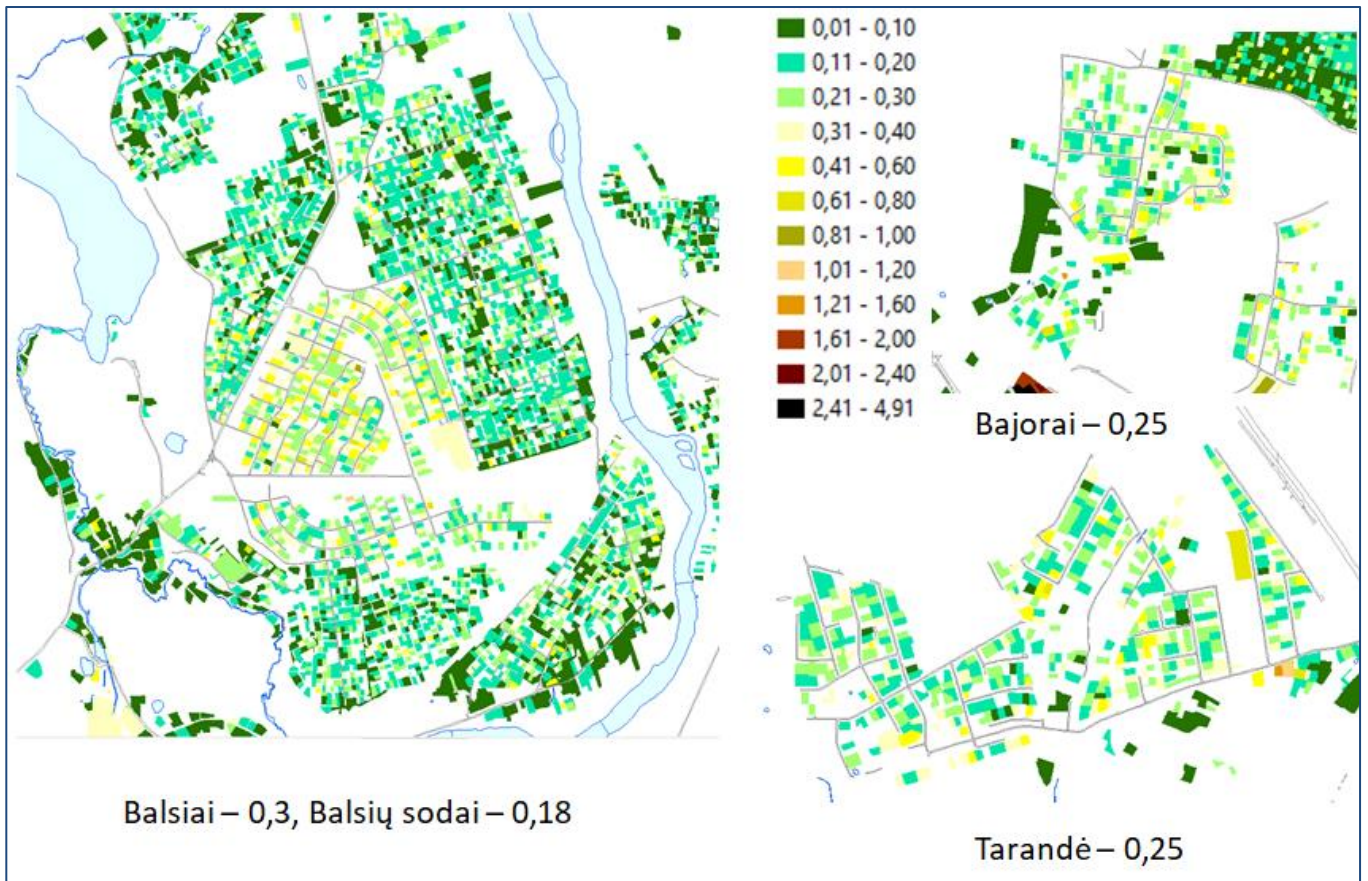 0,01 - 0,10
0,11 - 0,20
0,21 - 0,30
0,31 - 0,40
0,41 - 0,60
0,61 - 0,80
0,81 - 1,00
1,01 - 1,20
1,21 - 1,60
1,61 - 2,00
2,01 - 2,40
2,41 - 4,91
Bajorai – 0,25
Balsiai – 0,3, Balsių sodai – 0,18
Tarandė – 0,25